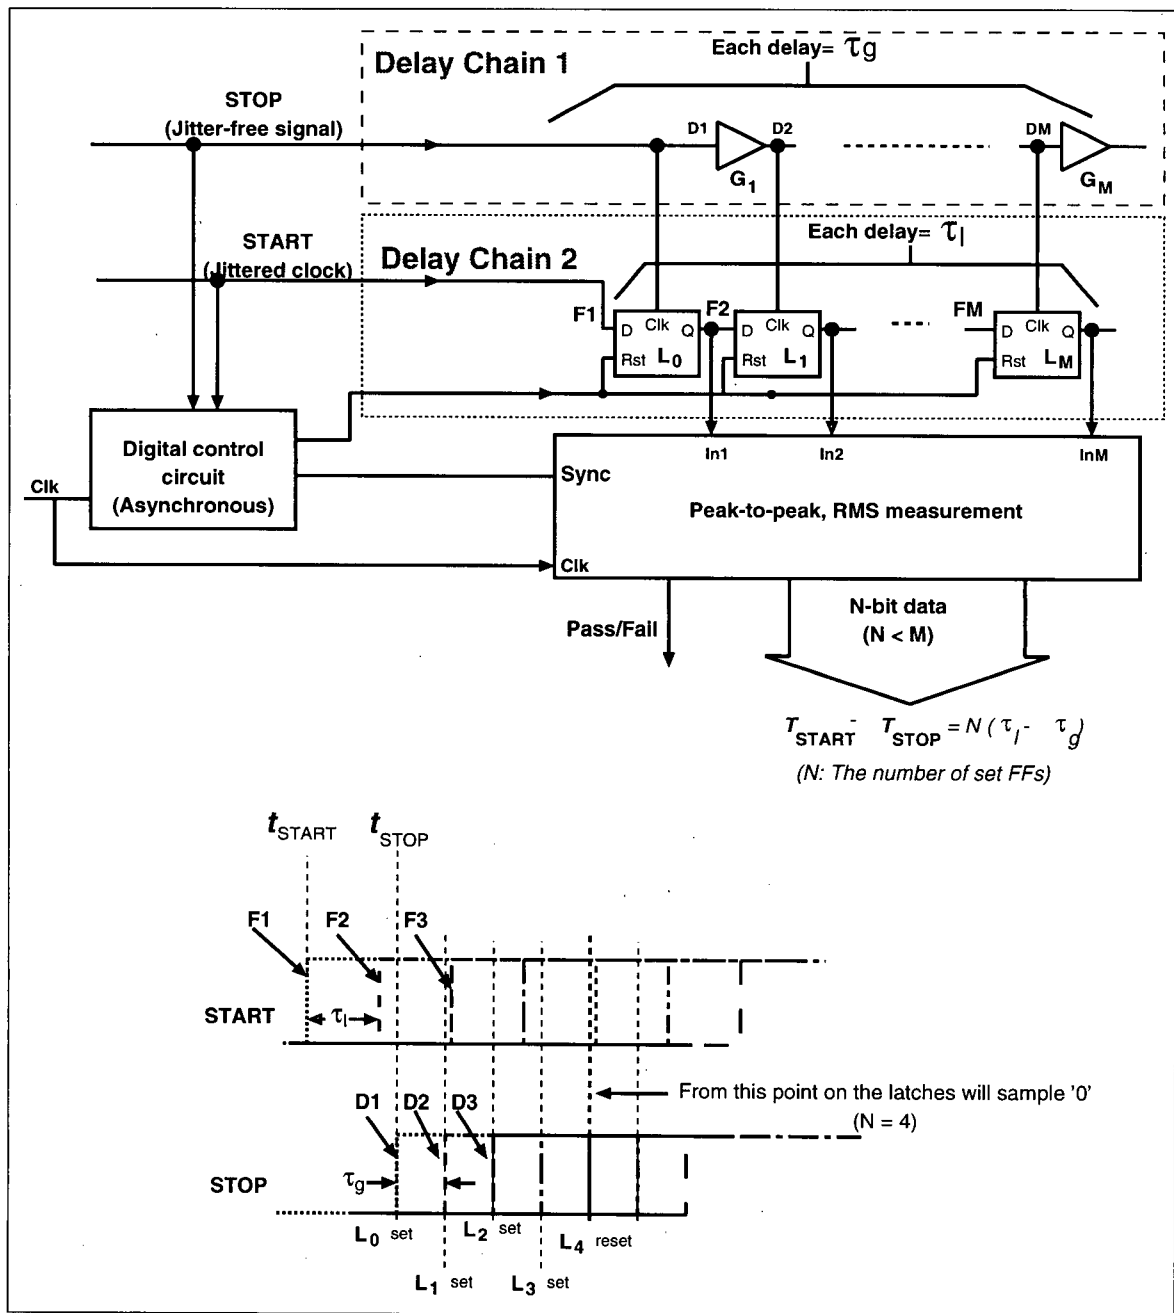 Each delay= τg
Delay Chain 1
STOP
(Jitter-free signal)
D1
D2
DM
G1
GM
Each delay= τl
START
(Jittered clock)
Delay Chain 2
F1
F2
FM
D Clk Q
Rst L0
D Clk Q
Rst L1
D Clk Q
Rst LM
Digital control
circuit
(Asynchronous)
Clk
In1
In2
InM
Sync
Peak-to-peak, RMS measurement
Clk
Pass/Fail
N-bit data
(N < M)
TSTART - TSTOP = N ( τl - τg)
(N: The number of set FFs)
tSTART
tSTOP
F1
F2
F3
START
τl
From this point on the latches will sample '0'
(N = 4)
D1
D2
D3
STOP
τg
L0 set
L2 set
L4 reset
L1 set
L3 set